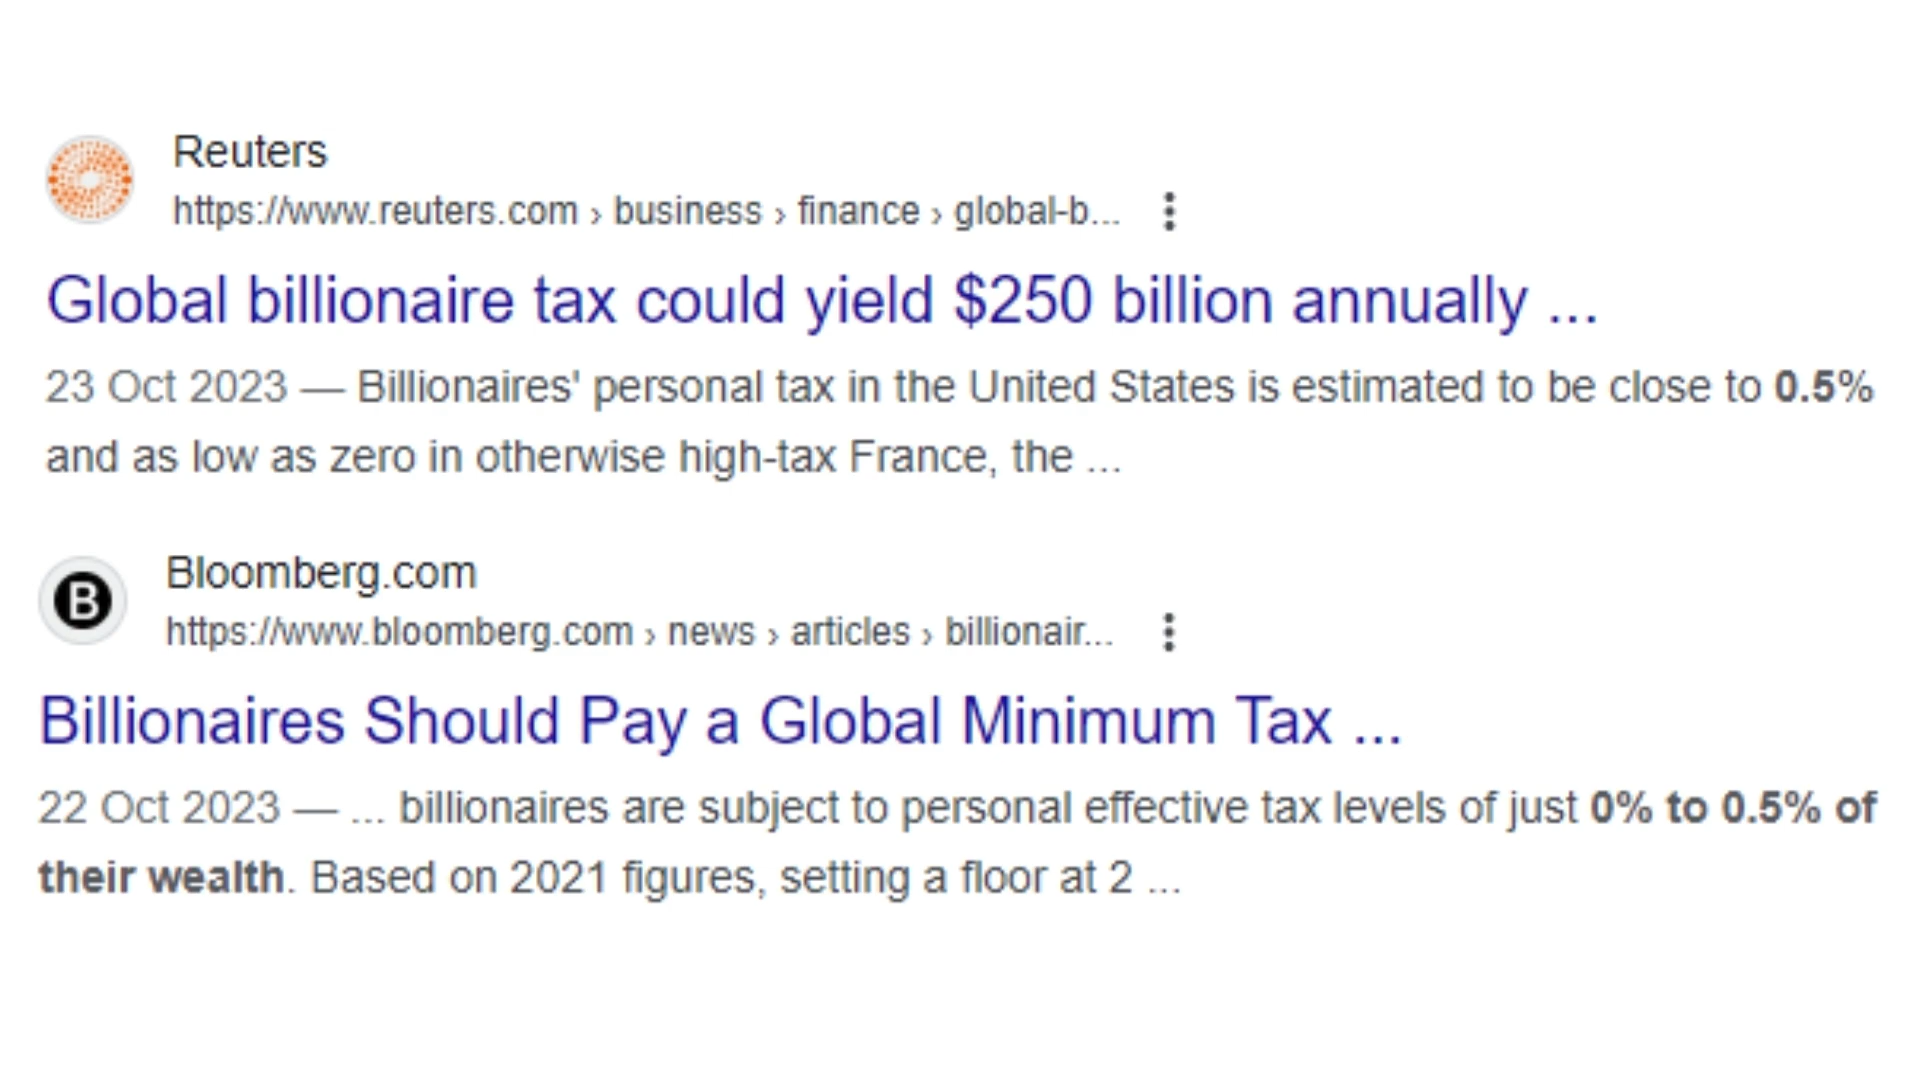 Reuters
https://www.reuters.com › business › finance › global-b...
Global billionaire tax could yield $250 billion annually ...
23 Oct 2023 — Billionaires' personal tax in the United States is estimated to be close to 0.5%
and as low as zero in otherwise high-tax France, the ...
B
Bloomberg.com
https://www.bloomberg.com › news › articles › billionair...
Billionaires Should Pay a Global Minimum Tax ...
22 Oct 2023 — ... billionaires are subject to personal effective tax levels of just 0% to 0.5% of
their wealth. Based on 2021 figures, setting a floor at 2 ...